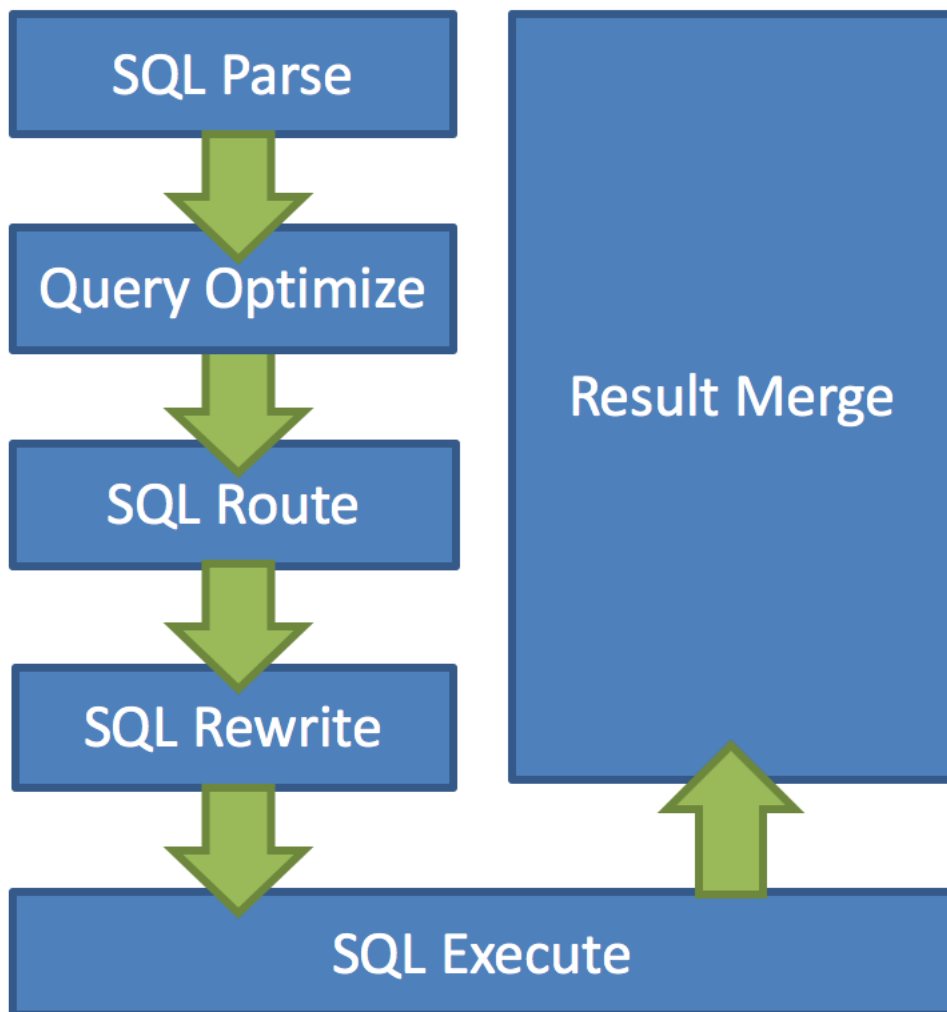 SQL Parse
Query Optimize
SQL Route
SQL Rewrite
SQL Execute
Result Merge